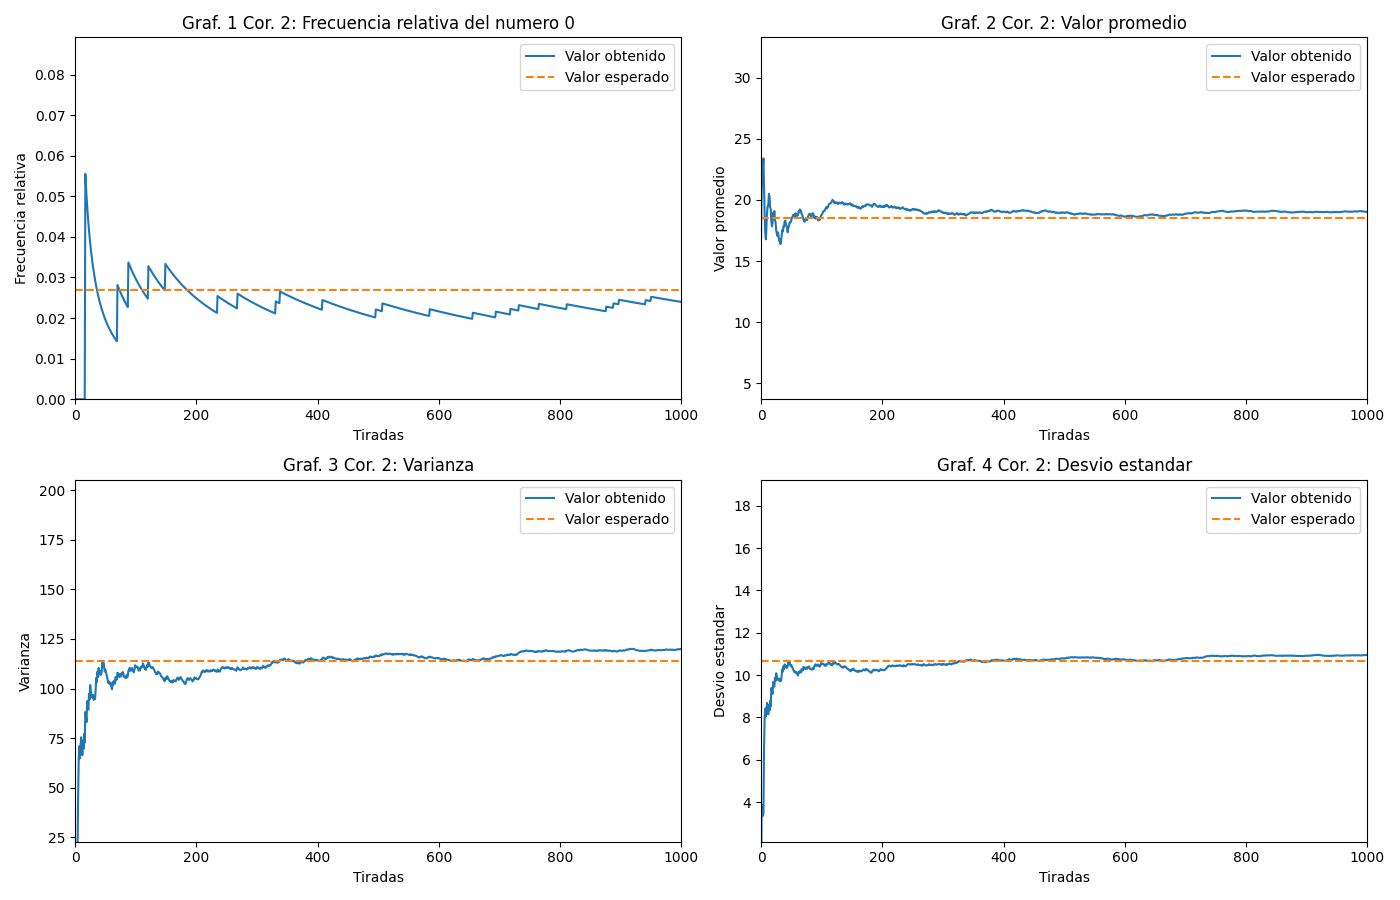 Graf. 1 Cor. 2: Frecuencia relativa del numero 0
Frecuencia relativa
0.08
0.07
0.06
0.05
0.04
0.03
0.02
0.01
0.00
Valor obtenido
Valor esperado
0 200 400 600 800 1000
Tiradas
Graf. 2 Cor. 2: Valor promedio
Valor promedio
30
25
20
15
10
5
Valor obtenido
Valor esperado
0 200 400 600 800 1000
Tiradas
Graf. 3 Cor. 2: Varianza
Varianza
200
175
150
125
100
75
50
25
Valor obtenido
Valor esperado
0 200 400 600 800 1000
Tiradas
Graf. 4 Cor. 2: Desvio estandar
Desvio estandar
18
16
14
12
10
8
6
4
Valor obtenido
Valor esperado
0 200 400 600 800 1000
Tiradas